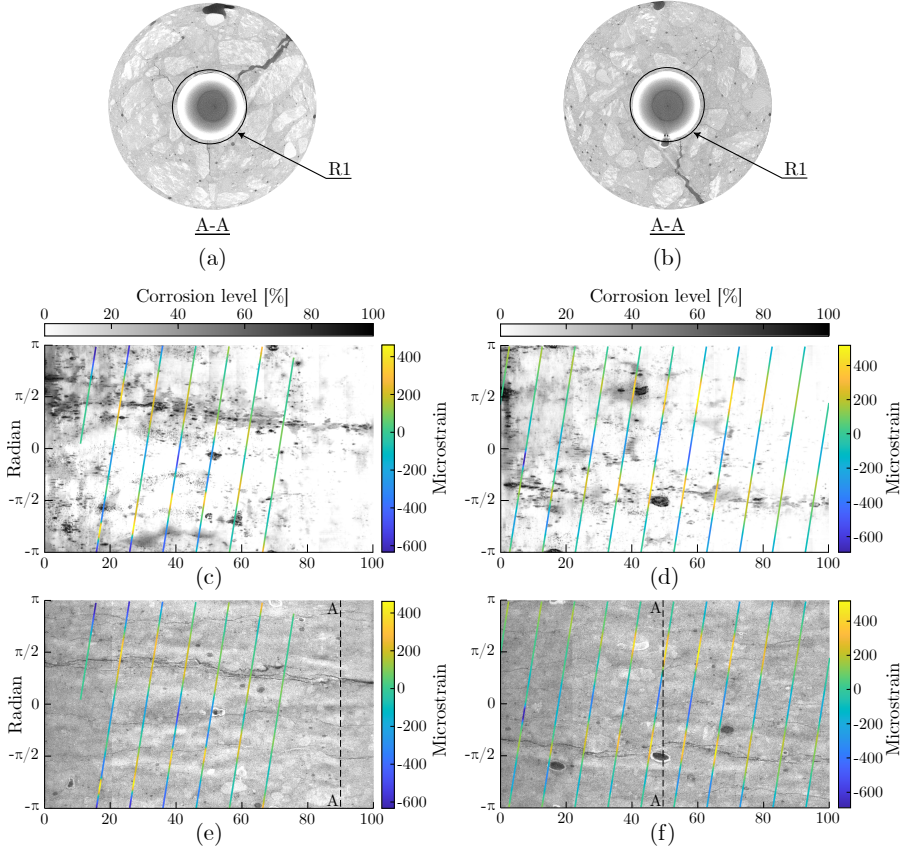 R1
R1
A-A
A-A
(a)
(b)
Corrosion level [%]
Corrosion level [%]
0 20 40 60 80 100
0 20 40 60 80 100
π
π/2
0
-π/2
-π
Radian
400
200
0
-200
-400
-600
Microstrain
π
π/2
0
-π/2
-π
400
200
0
-200
-400
-600
Microstrain
0 20 40 60 80 100
0 20 40 60 80 100
(c)
(d)
π
π/2
0
-π/2
-π
Radian
A
A
400
200
0
-200
-400
-600
Microstrain
π
π/2
0
-π/2
-π
A
A
400
200
0
-200
-400
-600
Microstrain
0 20 40 60 80 100
0 20 40 60 80 100
(e)
(f)